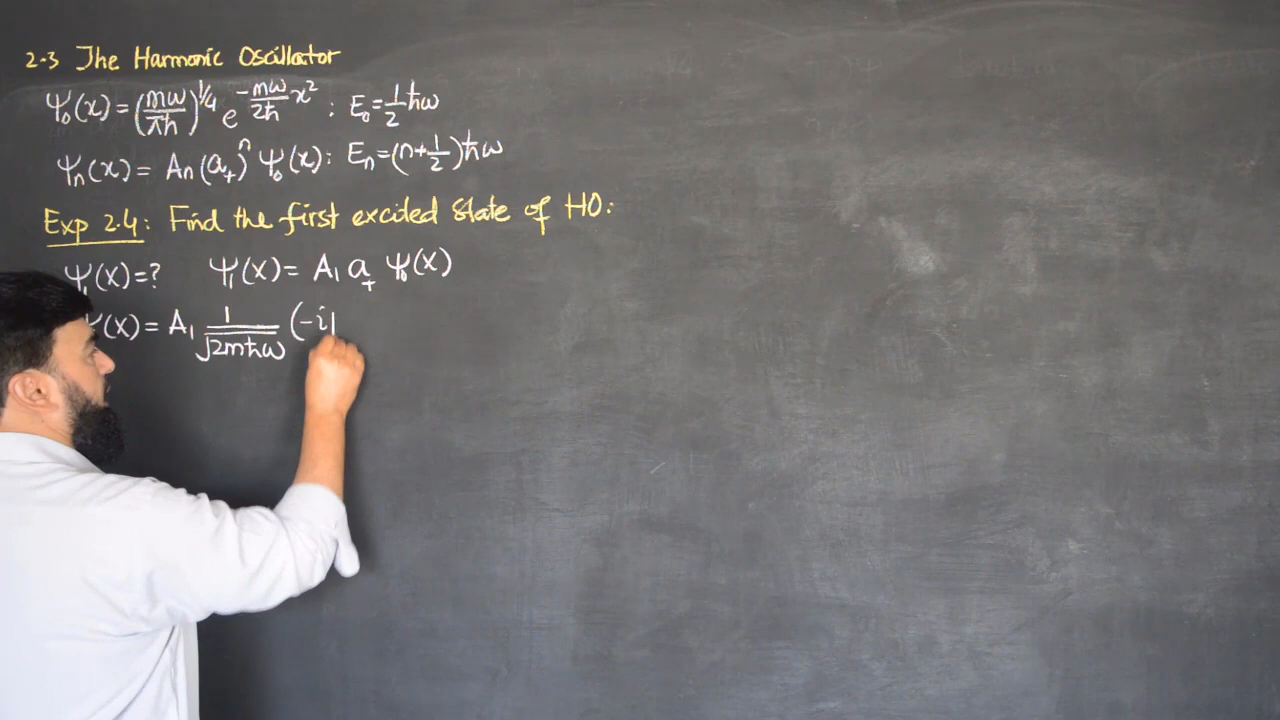 2.3 The Harmonic Oscillator
Ψ₀(x) = (mω/πħ)^1/4 e^(-mω/2ħ x²) : E₀ = 1/2 ħω
Ψn(x) = An (a₊)ⁿ Ψ₀(x) : En = (n + 1/2) ħω
Exp 2.4 : Find the first excited state of HO :
Ψ₁(x) = ? Ψ₁(x) = A₁ a₊ Ψ₀(x)
Ψ(x) = A₁ 1/√2mħω (-i